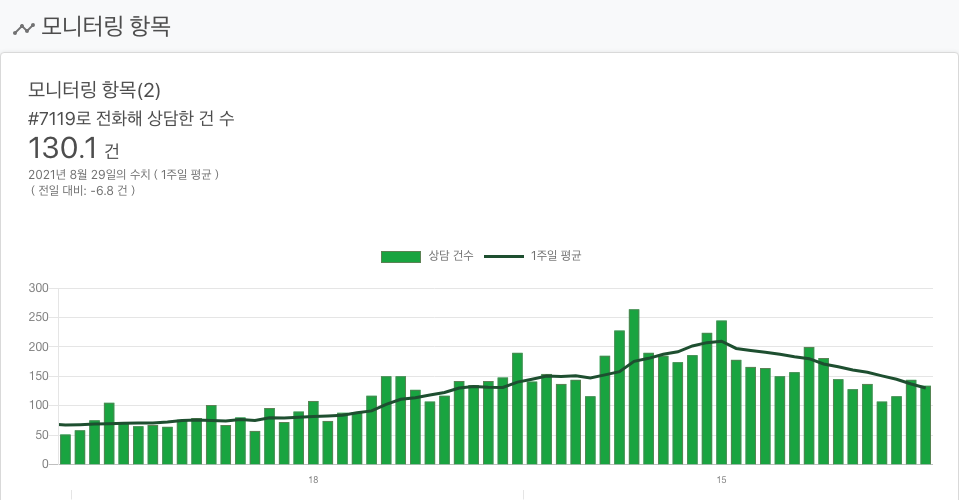 모니터링 항목
모니터링 항목(2)
#7119로 전화해 상담한 건 수
130.1 건
2021년 8월 29일의 수치 ( 1주일 평균 )
( 전일 대비: -6.8 건 )
상담 건수 1주일 평균
300
250
200
150
100
50
0
18 15